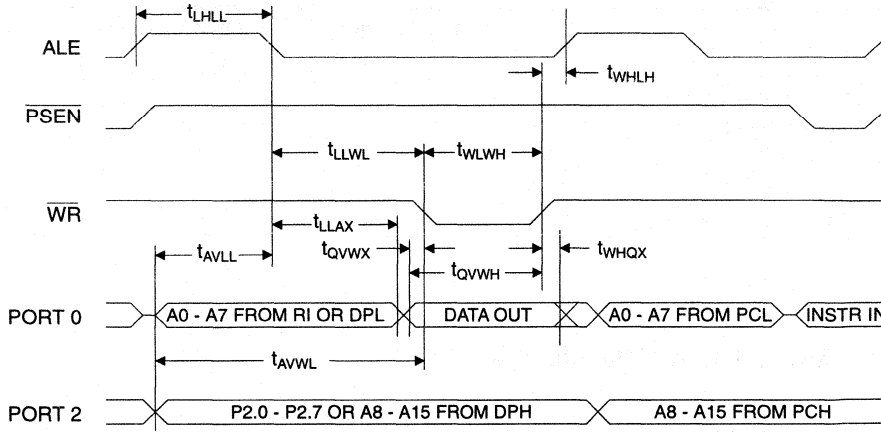 tLHLL
ALE
tWHLH
PSEN
tLLWL
tWLWH
WR
tLLAX
tAVLL
tQVWX
tWHQX
tQVWH
PORT 0
A0 - A7 FROM RI OR DPL
DATA OUT
A0 - A7 FROM PCL
INSTR IN
tAVWL
PORT 2
P2.0 - P2.7 OR A8 - A15 FROM DPH
A8 - A15 FROM PCH